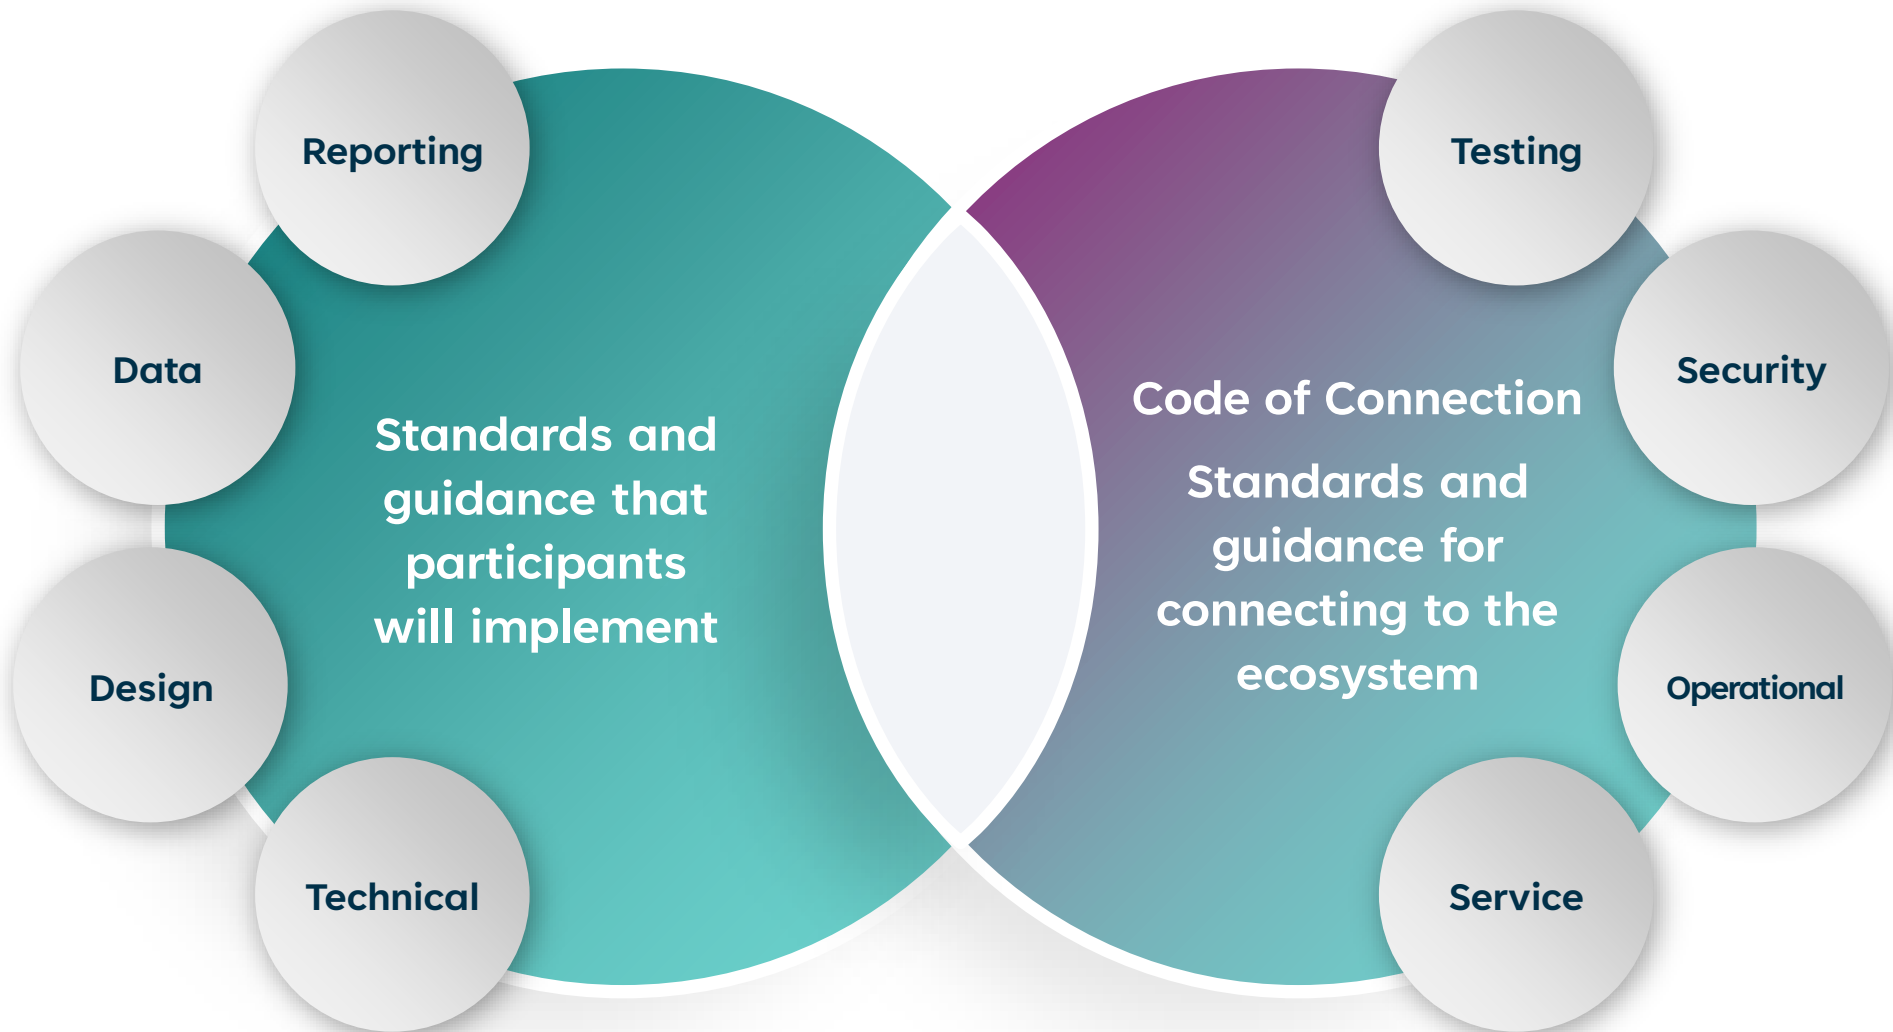 Reporting
Data
Design
Technical
Standards and
guidance that
participants
will implement
Code of Connection
Standards and
guidance for
connecting to the
ecosystem
Testing
Security
Operational
Service